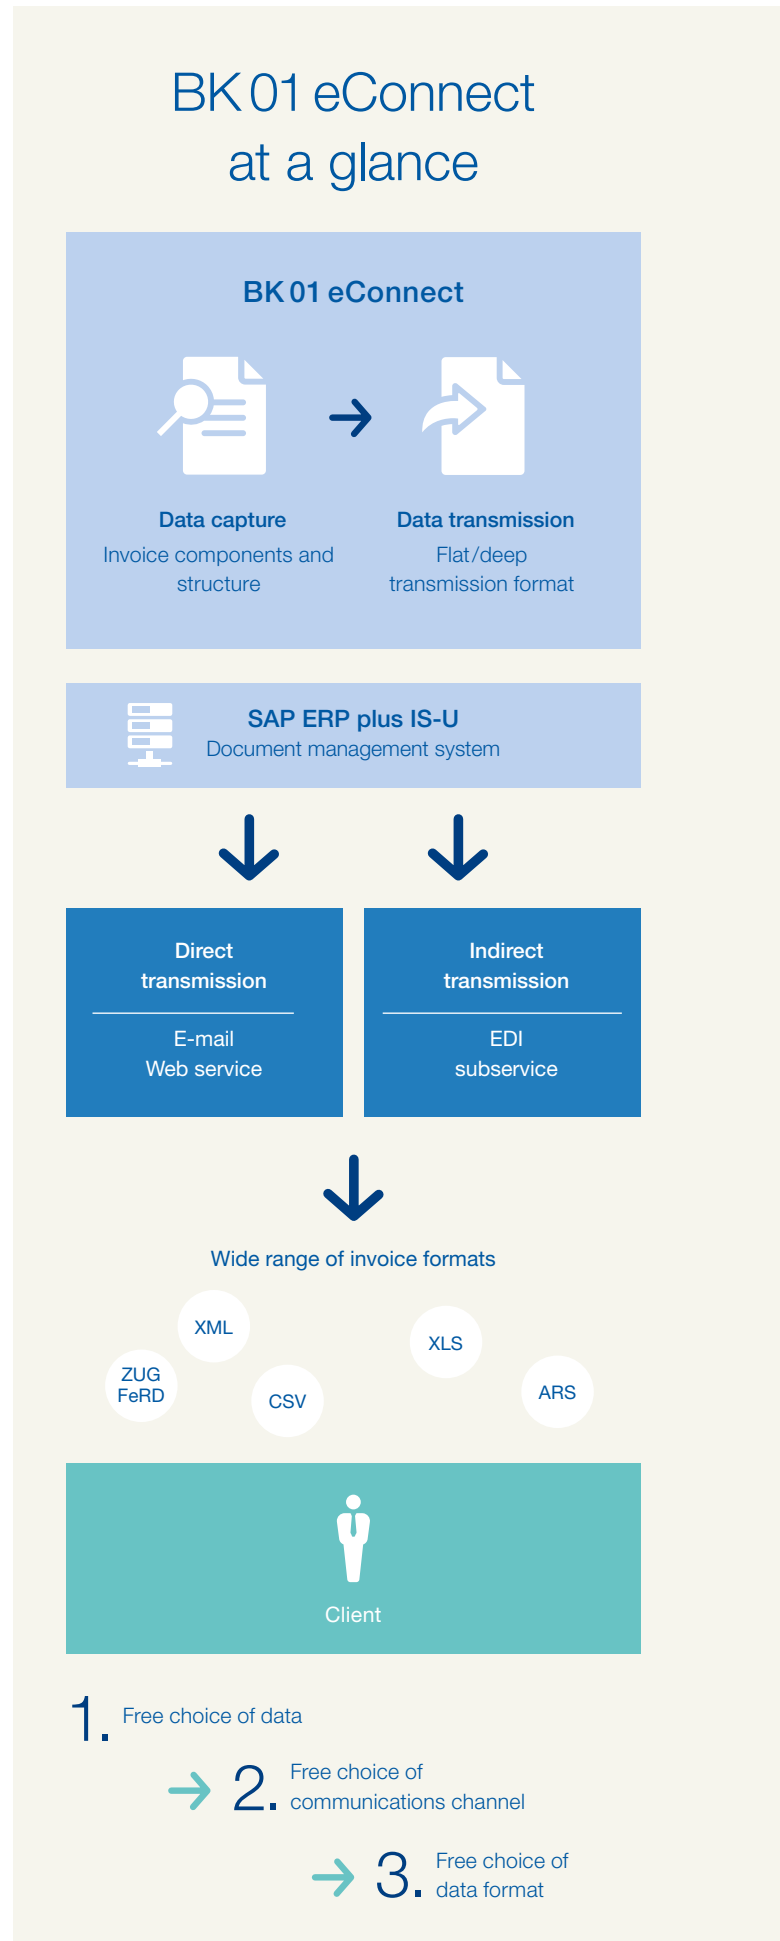 BK 01 eConnect
at a glance
BK 01 eConnect
Data capture
Invoice components and
structure
Data transmission
Flat/deep
transmission format
SAP ERP plus IS-U
Document management system
Direct
transmission
E-mail
Web service
Indirect
transmission
EDI
subservice
Wide range of invoice formats
XML
XLS
ZUG
FeRD
CSV
ARS
Client
1. Free choice of data
2. Free choice of
communications channel
3. Free choice of
data format